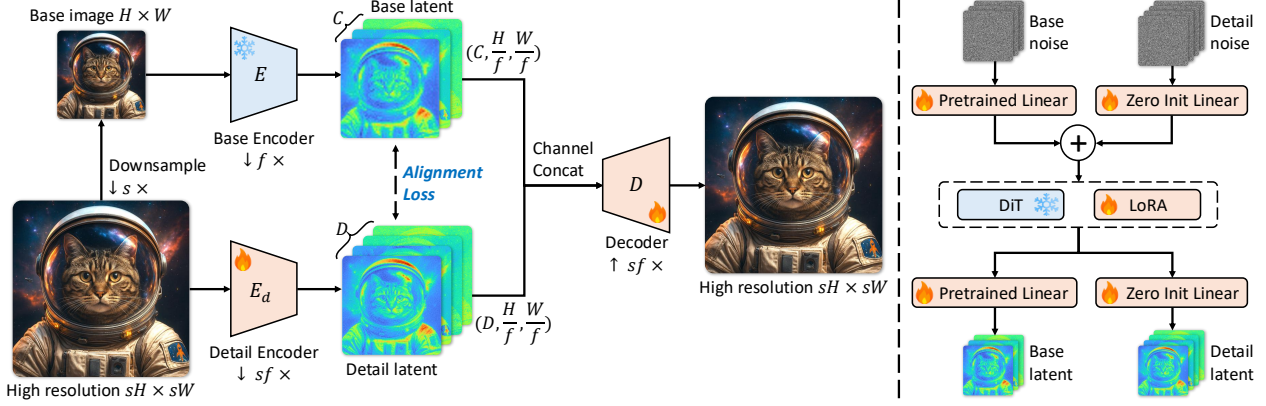 Base image H × W
E
Base Encoder
↓ f ×
Downsample
↓ s ×
High resolution sH × sW
E_d
Detail Encoder
↓ sf ×
C
Base latent
(C, H/f, W/f)
Alignment
Loss
D
Detail latent
(D, H/f, W/f)
Channel
Concat
D
Decoder
↑ sf ×
High resolution sH × sW
Base
noise
Detail
noise
Pretrained Linear
Zero Init Linear
+
DiT
LoRA
Pretrained Linear
Zero Init Linear
Base
latent
Detail
latent